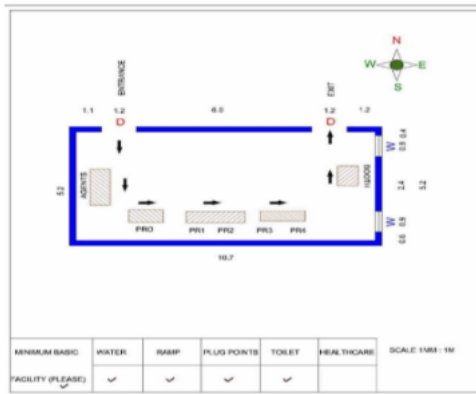 N
W E
S
ENTRANCE
EXIT
1.1 1.2 6.0 1.2 1.2
D D
W
0.4
0.9
2.4
5.2
W
0.9
0.6
5.2
AGENTS
BOOTH
PRO PR1 PR2 PR3 PR4
10.7
MINIMUM BASIC WATER RAMP PLUG POINTS TOILET HEALTHCARE SCALE 1MM : 1M
FACILITY (PLEASE)